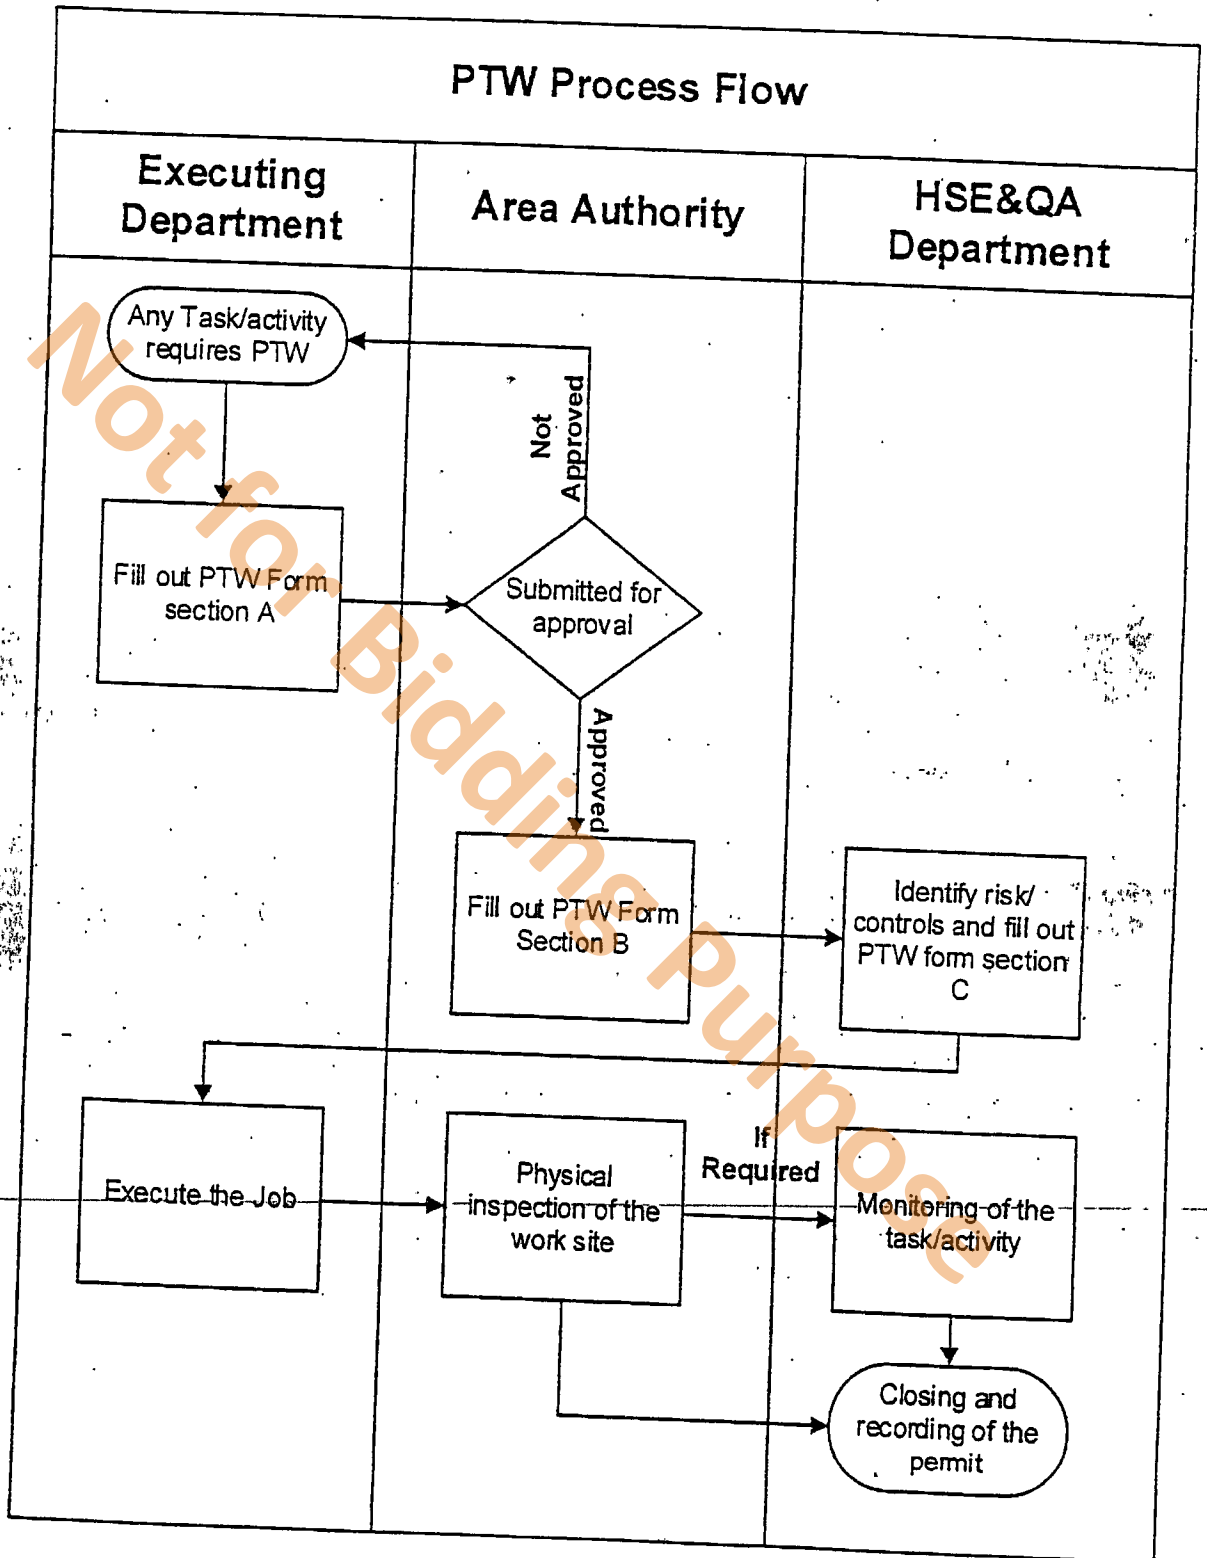 PTW Process Flow
Executing
Department
Area Authority
HSE&QA
Department
Any Task/activity
requires PTW
Not
Approved
Fill out PTW Form
section A
Submitted for
approval
Approved
Fill out PTW Form
Section B
Identify risk/
controls and fill out
PTW form section
C
Execute the Job
Physical
inspection of the
work site
If
Required
Monitoring of the
task/activity
Closing and
recording of the
permit
Not for Bidding Purpose